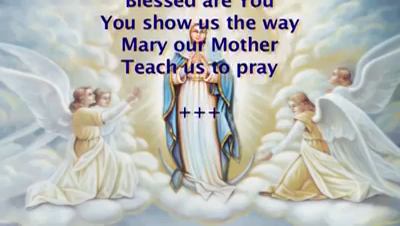 Blessed are You
You show us the way
Mary our Mother
Teach us to pray
+++